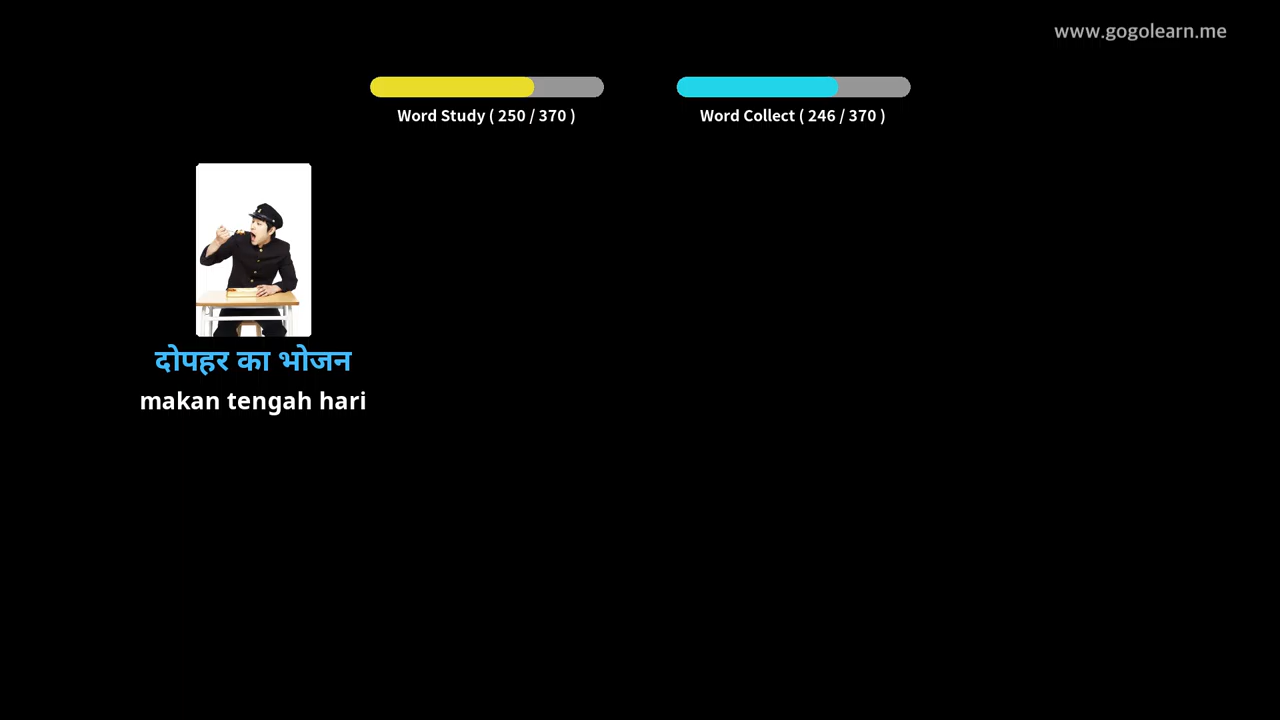 www.gogolearn.me
Word Study ( 250 / 370 )
Word Collect ( 246 / 370 )
दोपहर का भोजन
makan tengah hari